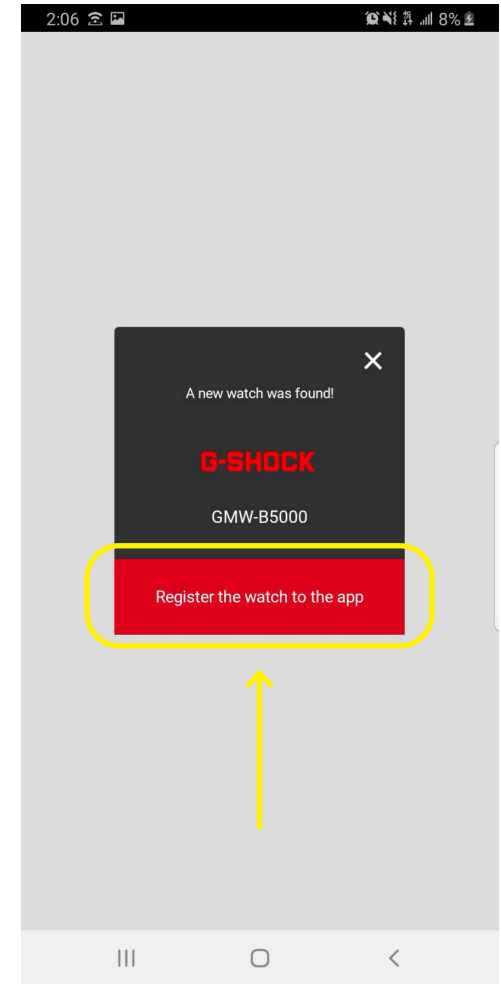 2:06 8%
A new watch was found!
G-SHOCK
GMW-B5000
Register the watch to the app